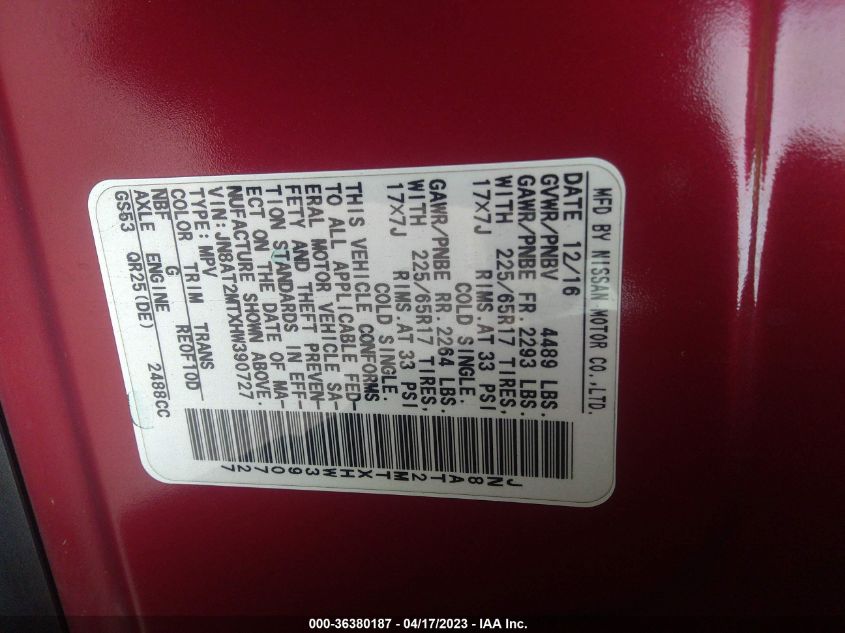 MFD BY NISSAN MOTOR CO.,LTD.
DATE 12/16
GVWR/PNBV 4489 LBS.
GAWR/PNBE FR 2293 LBS.
WITH 225/65R17 TIRES,
17X7J RIMS AT 33 PSI
COLD SINGLE.
GAWR/PNBE RR 2264 LBS.
WITH 225/65R17 TIRES,
17X7J RIMS AT 33 PSI
COLD SINGLE.
THIS VEHICLE CONFORMS
TO ALL APPLICABLE FED-
ERAL MOTOR VEHICLE SA-
FETY AND THEFT PREVEN-
TION STANDARDS IN EFF-
ECT ON THE DATE OF MA-
NUFACTURE SHOWN ABOVE.
VIN:JN8AT2MTXHW390727
TYPE:MPV
COLOR TRIM TRANS
NBF G RE0F10D
AXLE ENGINE
GS53 QR25(DE) 2488CC
JN8AT2MTXHW390727
000-36380187 - 04/17/2023 - IAA Inc.